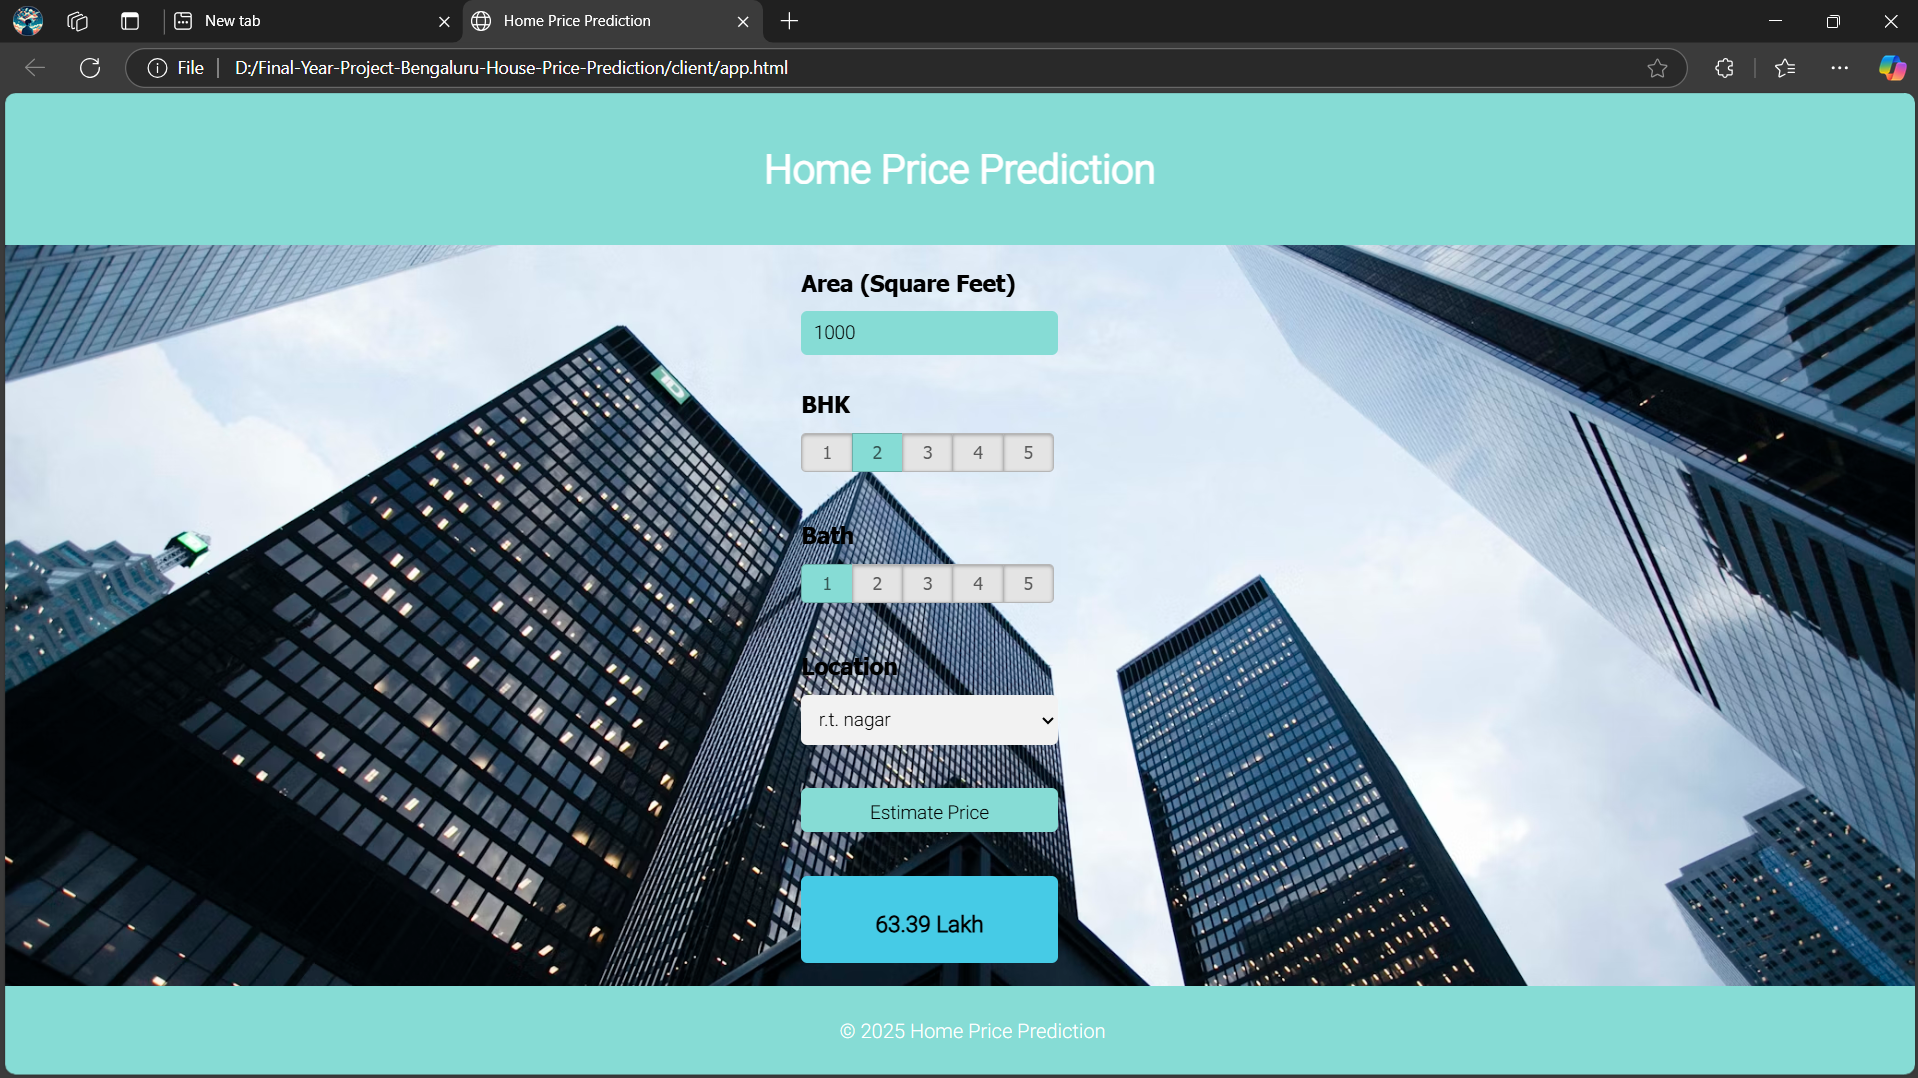 New tab
Home Price Prediction
File
D:/Final-Year-Project-Bengaluru-House-Price-Prediction/client/app.html
Home Price Prediction
Area (Square Feet)
1000
BHK
1 2 3 4 5
Bath
1 2 3 4 5
Location
r.t. nagar
Estimate Price
63.39 Lakh
© 2025 Home Price Prediction
TD